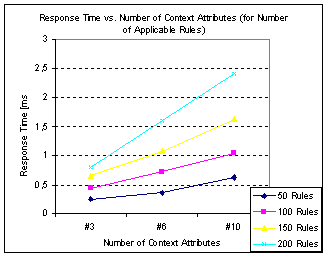 Response Time vs. Number of Context Attributes (for Number
of Applicable Rules)
Response Time [ms
3
2,5
2
1,5
1
0,5
0
#3 #6 #10
Number of Context Attributes
50 Rules
100 Rules
150 Rules
200 Rules